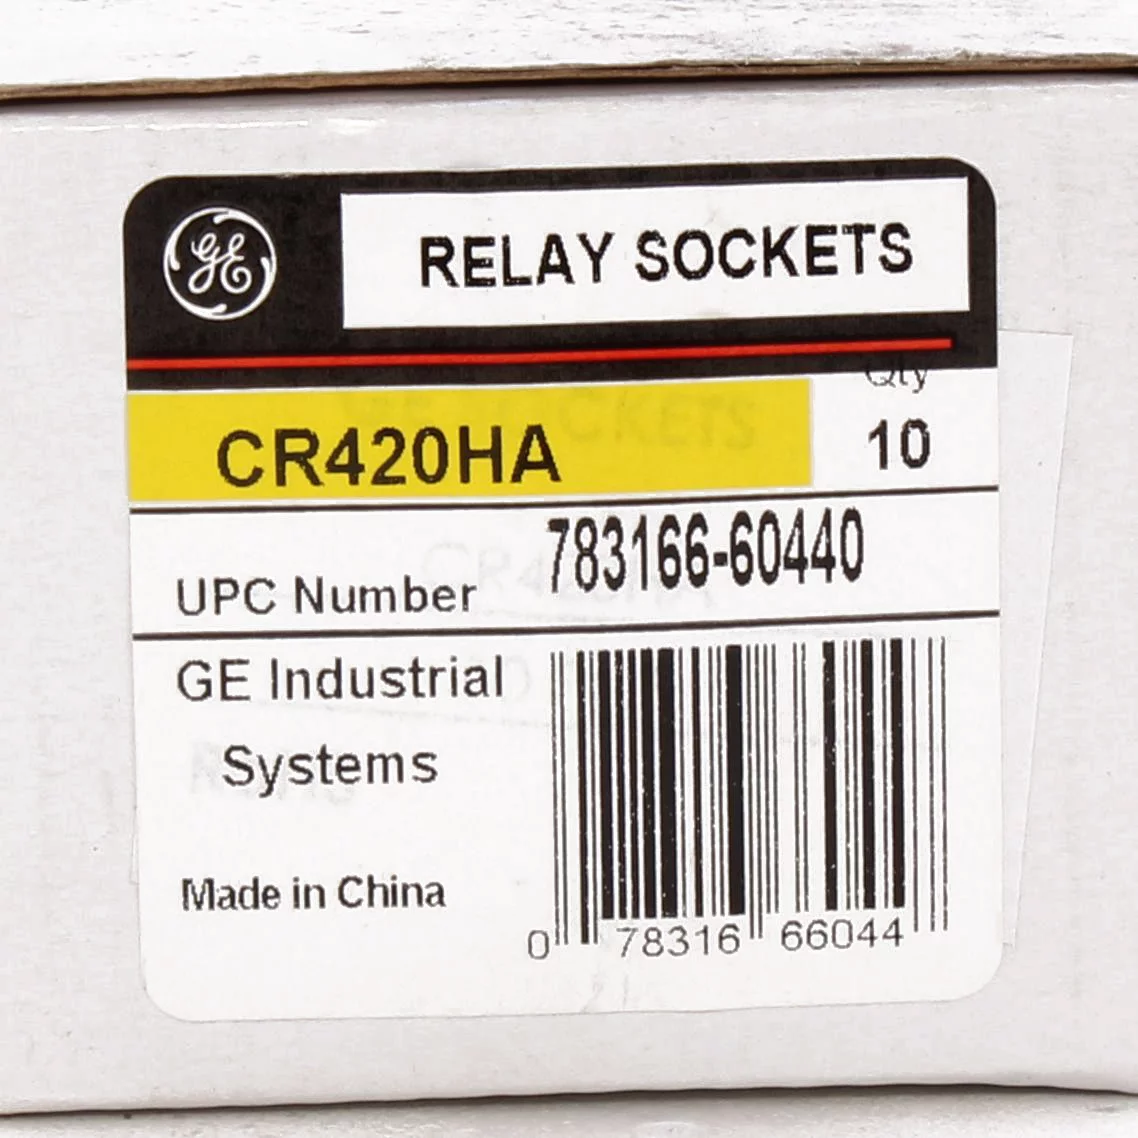 GE
RELAY SOCKETS
Qty
CR420HA
10
783166-60440
UPC Number
GE Industrial
Systems
Made in China
0 78316 66044